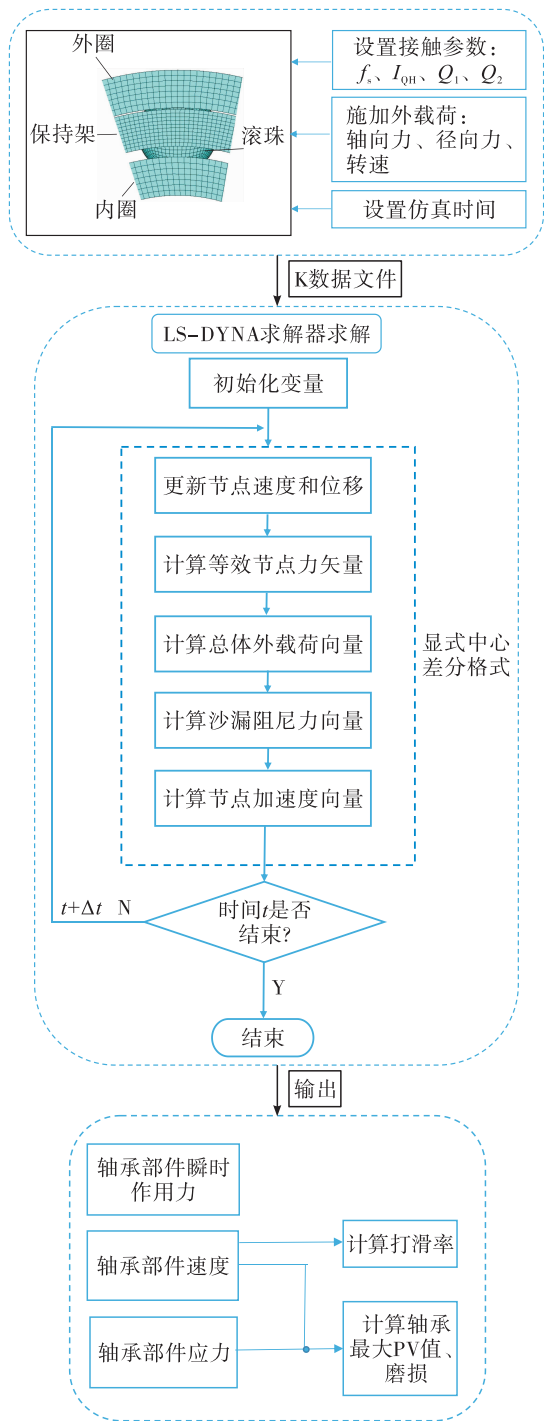 外圈
保持架
滚珠
内圈
设置接触参数：
fs、IQH、Q1、Q2
施加外载荷：
轴向力、径向力、
转速
设置仿真时间
K数据文件
LS-DYNA求解器求解
初始化变量
更新节点速度和位移
计算等效节点力矢量
计算总体外载荷向量
计算沙漏阻尼力向量
计算节点加速度向量
显式中心
差分格式
时间t是否
结束?
t+Δt N
Y
结束
输出
轴承部件瞬时
作用力
轴承部件速度
计算打滑率
轴承部件应力
计算轴承
最大PV值、
磨损